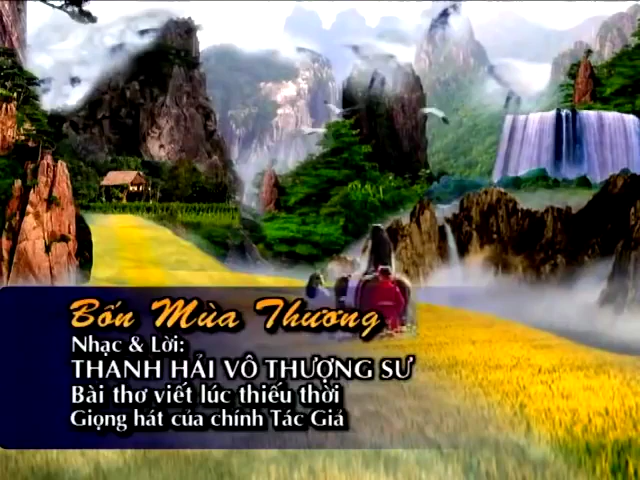 Bốn Mùa Thương
Nhạc & Lời:
THANH HẢI VÔ THƯỢNG SƯ
Bài thơ viết lúc thiếu thời
Giọng hát của chính Tác Giả